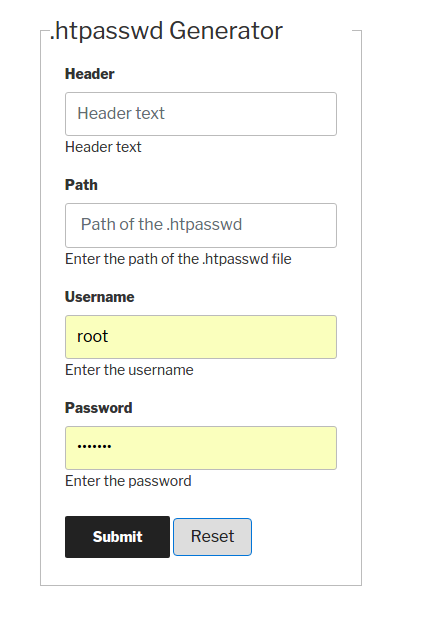 .htpasswd Generator
Header
Header text
Header text
Path
Path of the .htpasswd
Enter the path of the .htpasswd file
Username
root
Enter the username
Password
•••••••
Enter the password
Submit Reset